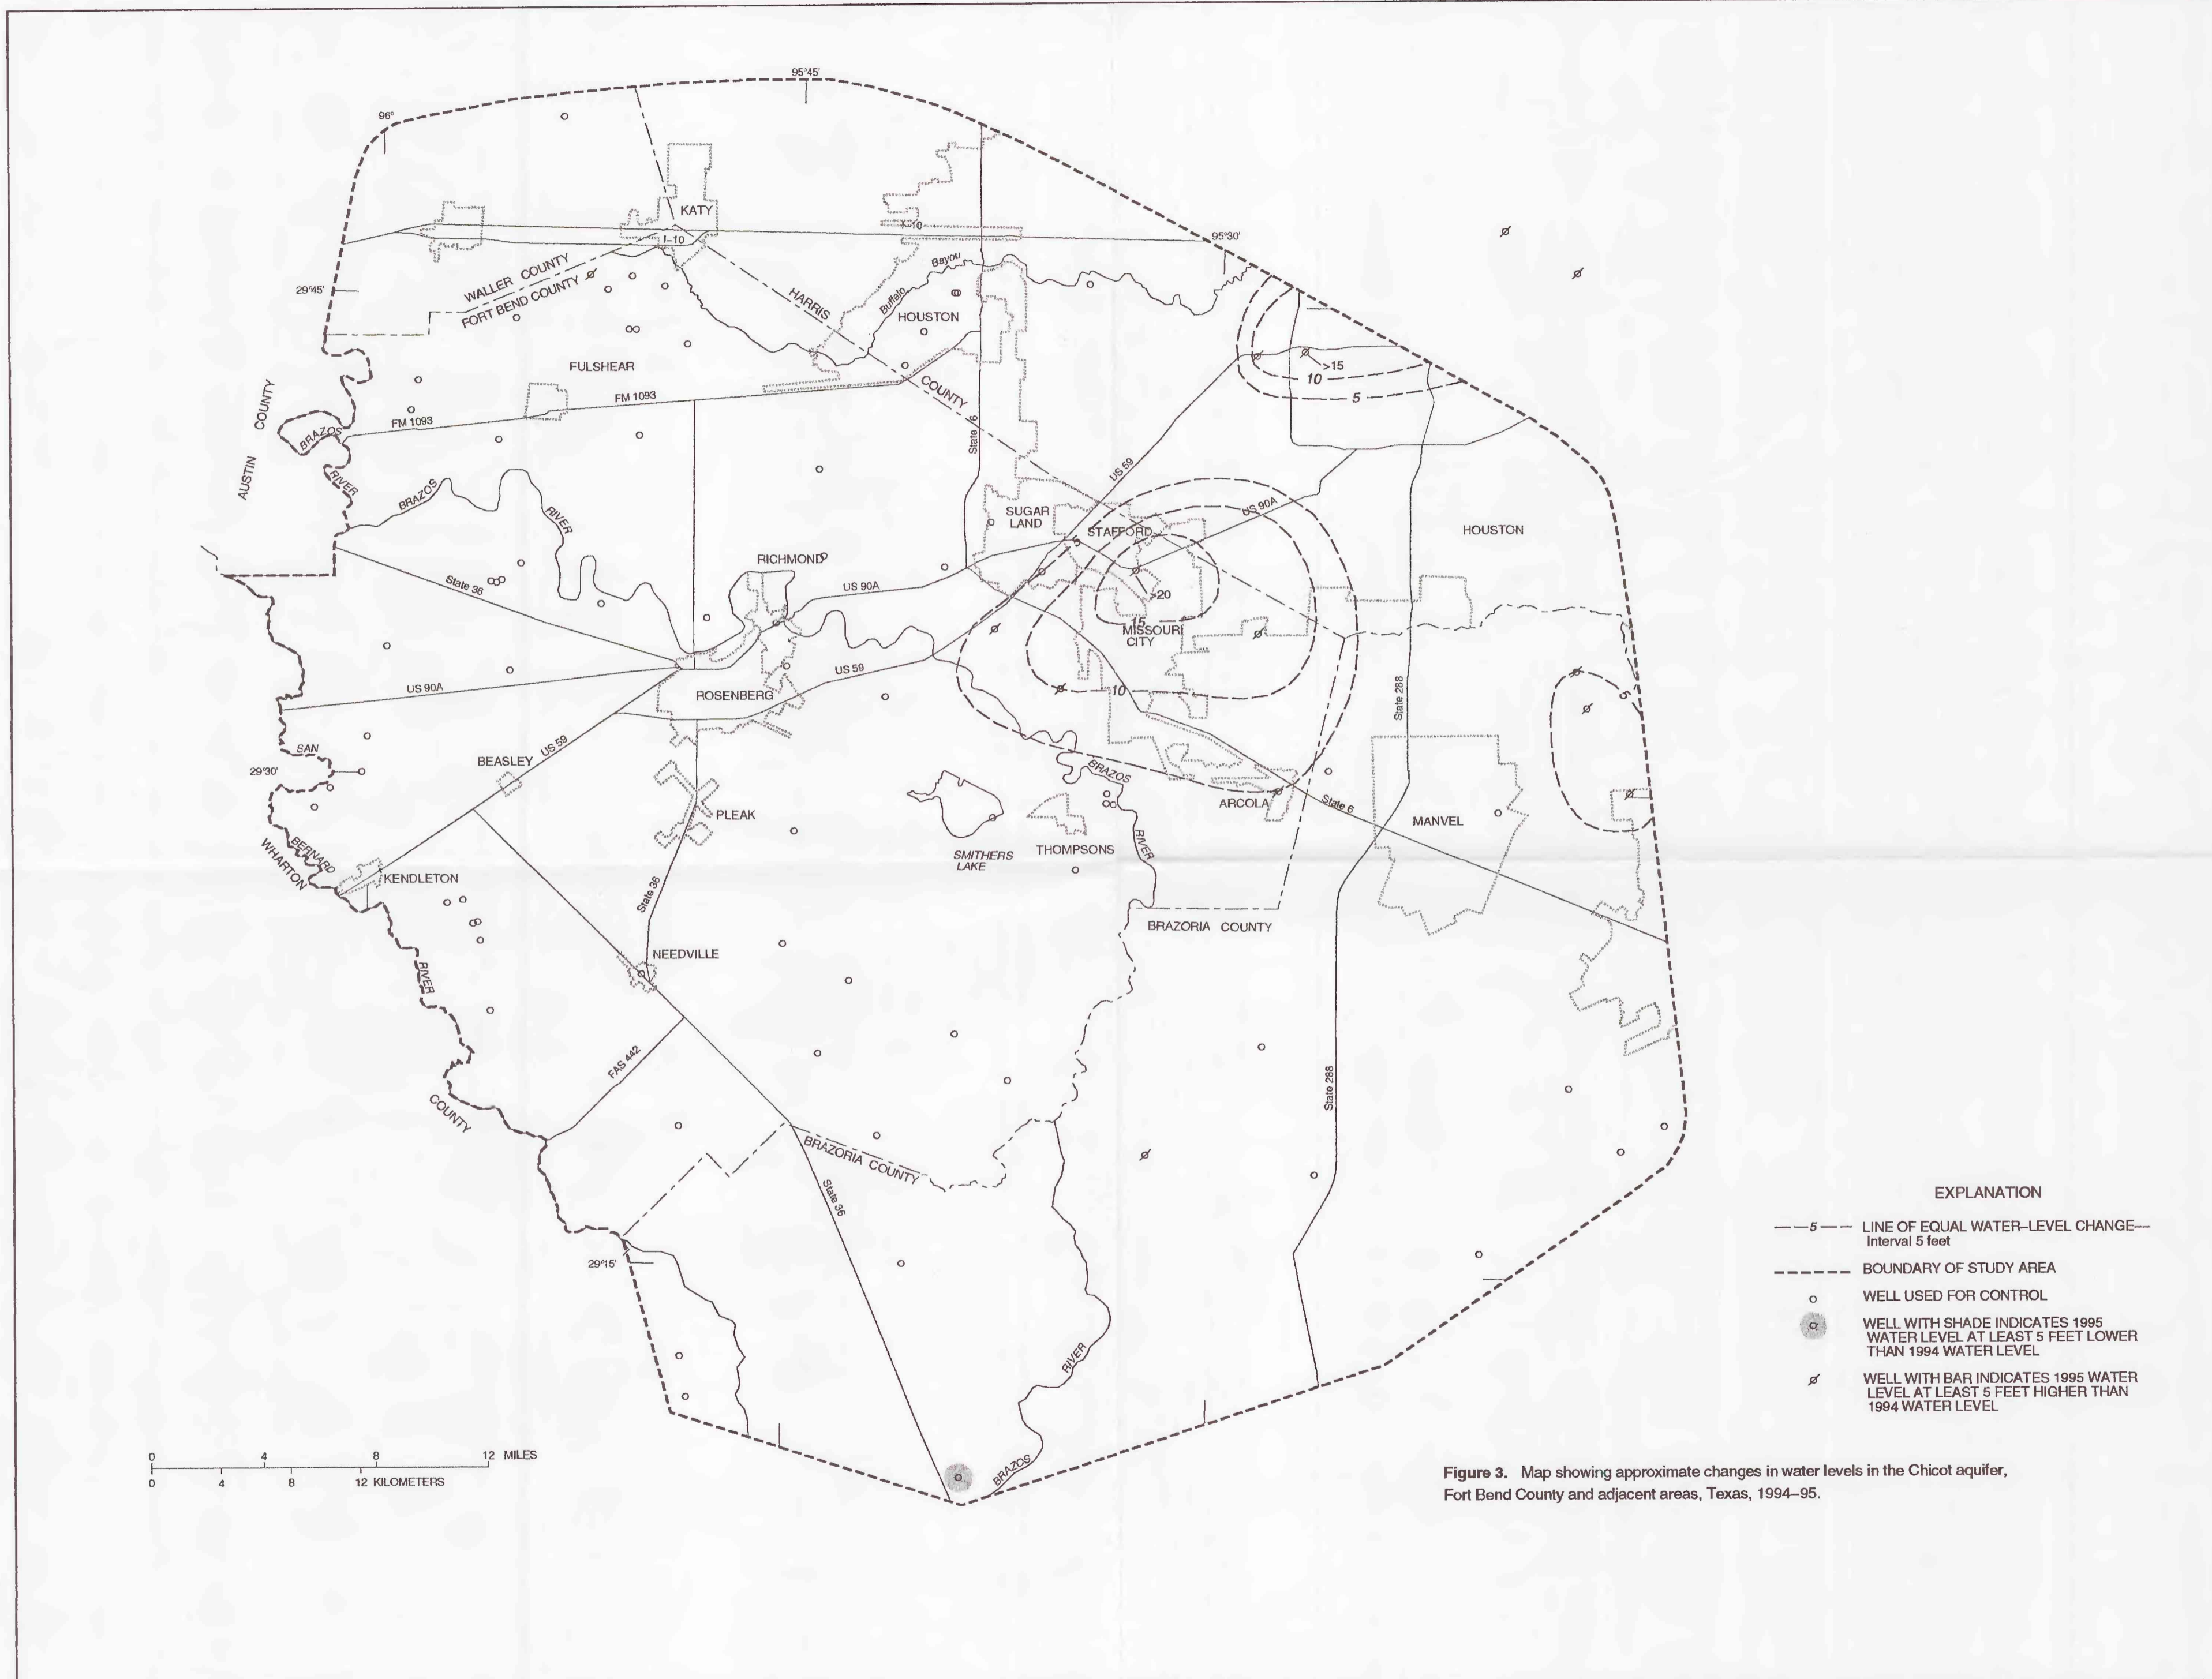 95°45'
96°
KATY
I-10
I-10
95°30'
Bayou
WALLER COUNTY
29°45'
HARRIS
Buffalo
FORT BEND COUNTY
HOUSTON
FULSHEAR
>15
10
COUNTY
5
FM 1093
AUSTIN COUNTY
FM 1093
BRAZOS
State 6
RIVER
US 59
BRAZOS
US 90A
SUGAR
LAND
RIVER
STAFFORD
HOUSTON
5
RICHMOND
State 36
US 90A
>20
15
MISSOURI
CITY
US 59
US 90A
ROSENBERG
10
State 288
5
SAN
US 59
BEASLEY
29°30'
BRAZOS
ARCOLA
State 6
PLEAK
MANVEL
BERNARD
WHARTON
RIVER
SMITHERS
LAKE
THOMPSONS
KENDLETON
State 36
BRAZORIA COUNTY
NEEDVILLE
RIVER
FAS 442
State 288
COUNTY
BRAZORIA COUNTY
State 36
29°15'
RIVER
BRAZOS
EXPLANATION
5 LINE OF EQUAL WATER-LEVEL CHANGE—
Interval 5 feet
BOUNDARY OF STUDY AREA
WELL USED FOR CONTROL
WELL WITH SHADE INDICATES 1995
WATER LEVEL AT LEAST 5 FEET LOWER
THAN 1994 WATER LEVEL
WELL WITH BAR INDICATES 1995 WATER
LEVEL AT LEAST 5 FEET HIGHER THAN
1994 WATER LEVEL
0 4 8 12 MILES
0 4 8 12 KILOMETERS
Figure 3. Map showing approximate changes in water levels in the Chicot aquifer,
Fort Bend County and adjacent areas, Texas, 1994–95.